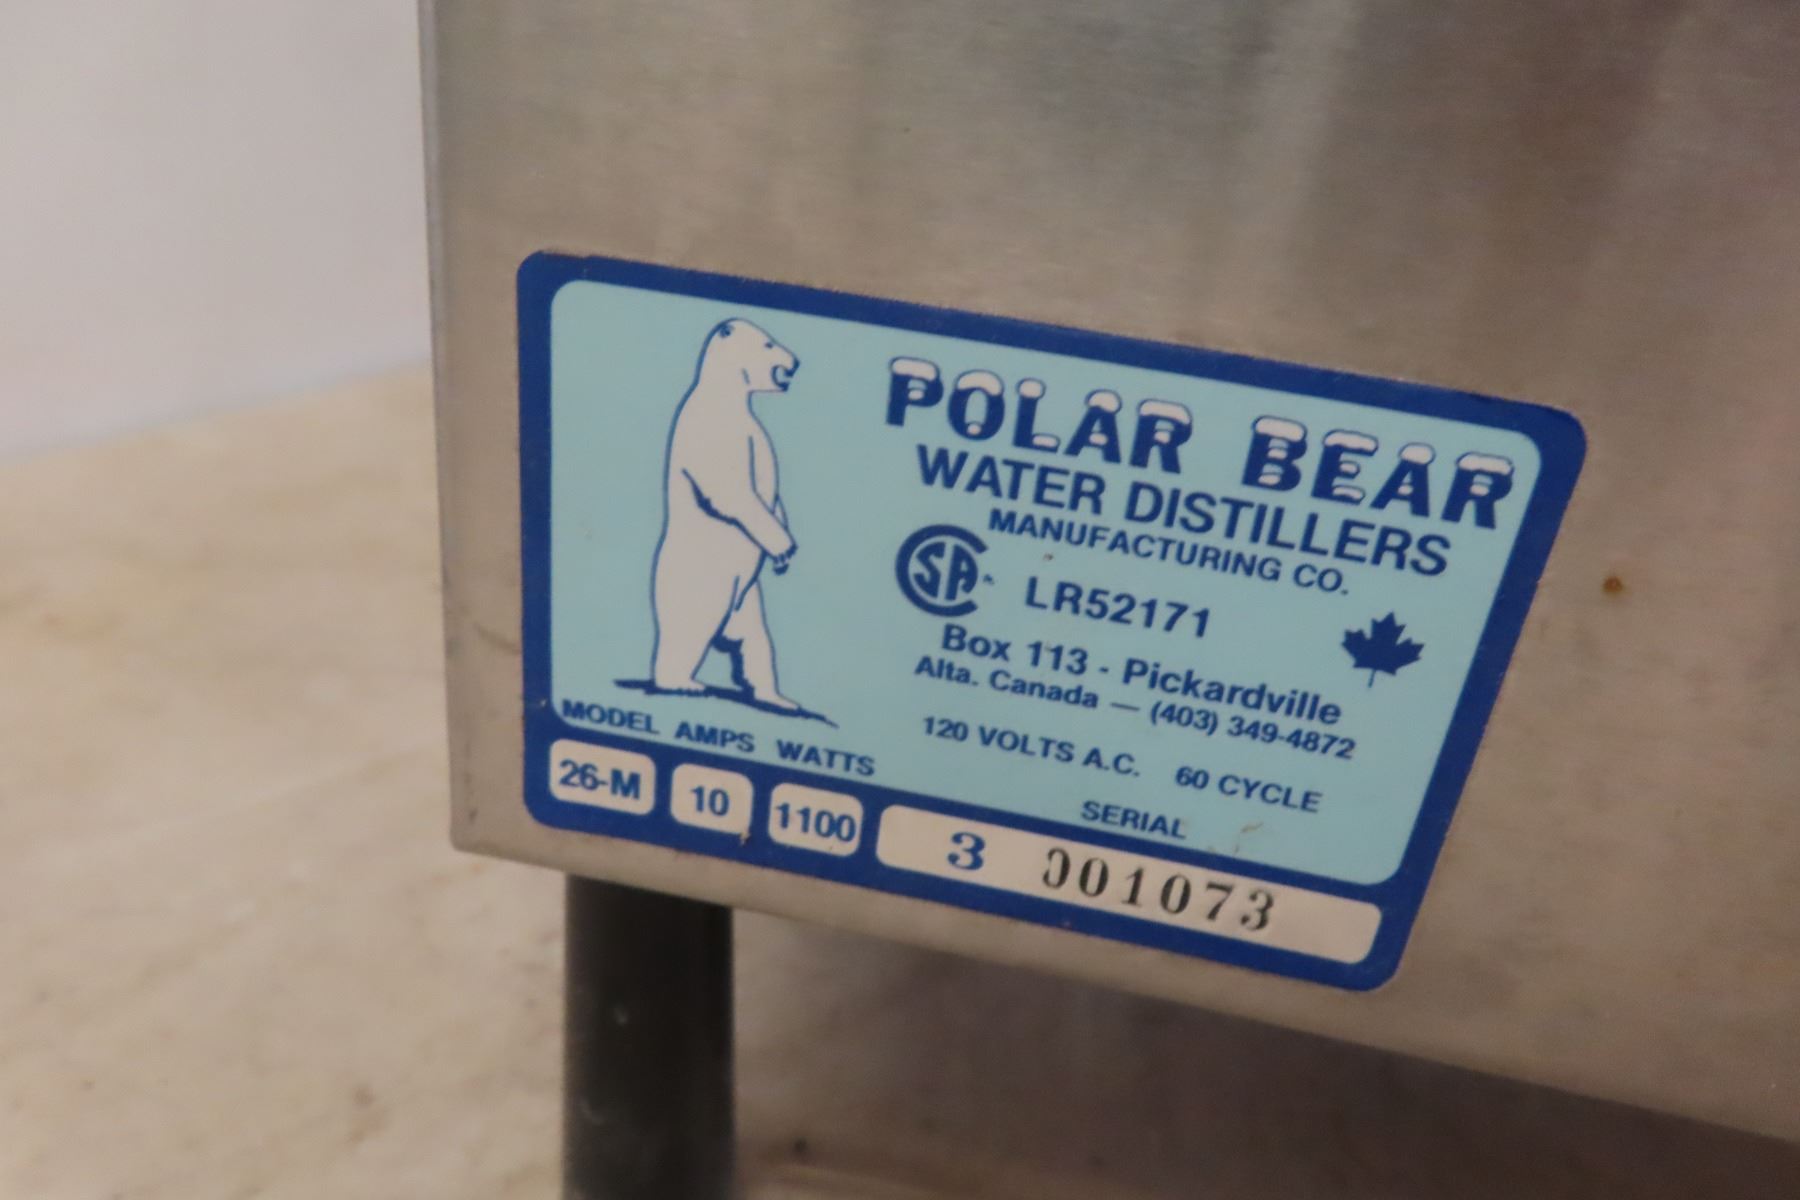 POLAR BEAR
WATER DISTILLERS
MANUFACTURING CO.
CSA LR52171
Box 113 - Pickardville
Alta. Canada — (403) 349-4872
120 VOLTS A.C. 60 CYCLE
MODEL AMPS WATTS SERIAL
26-M 10 1100 3 001073